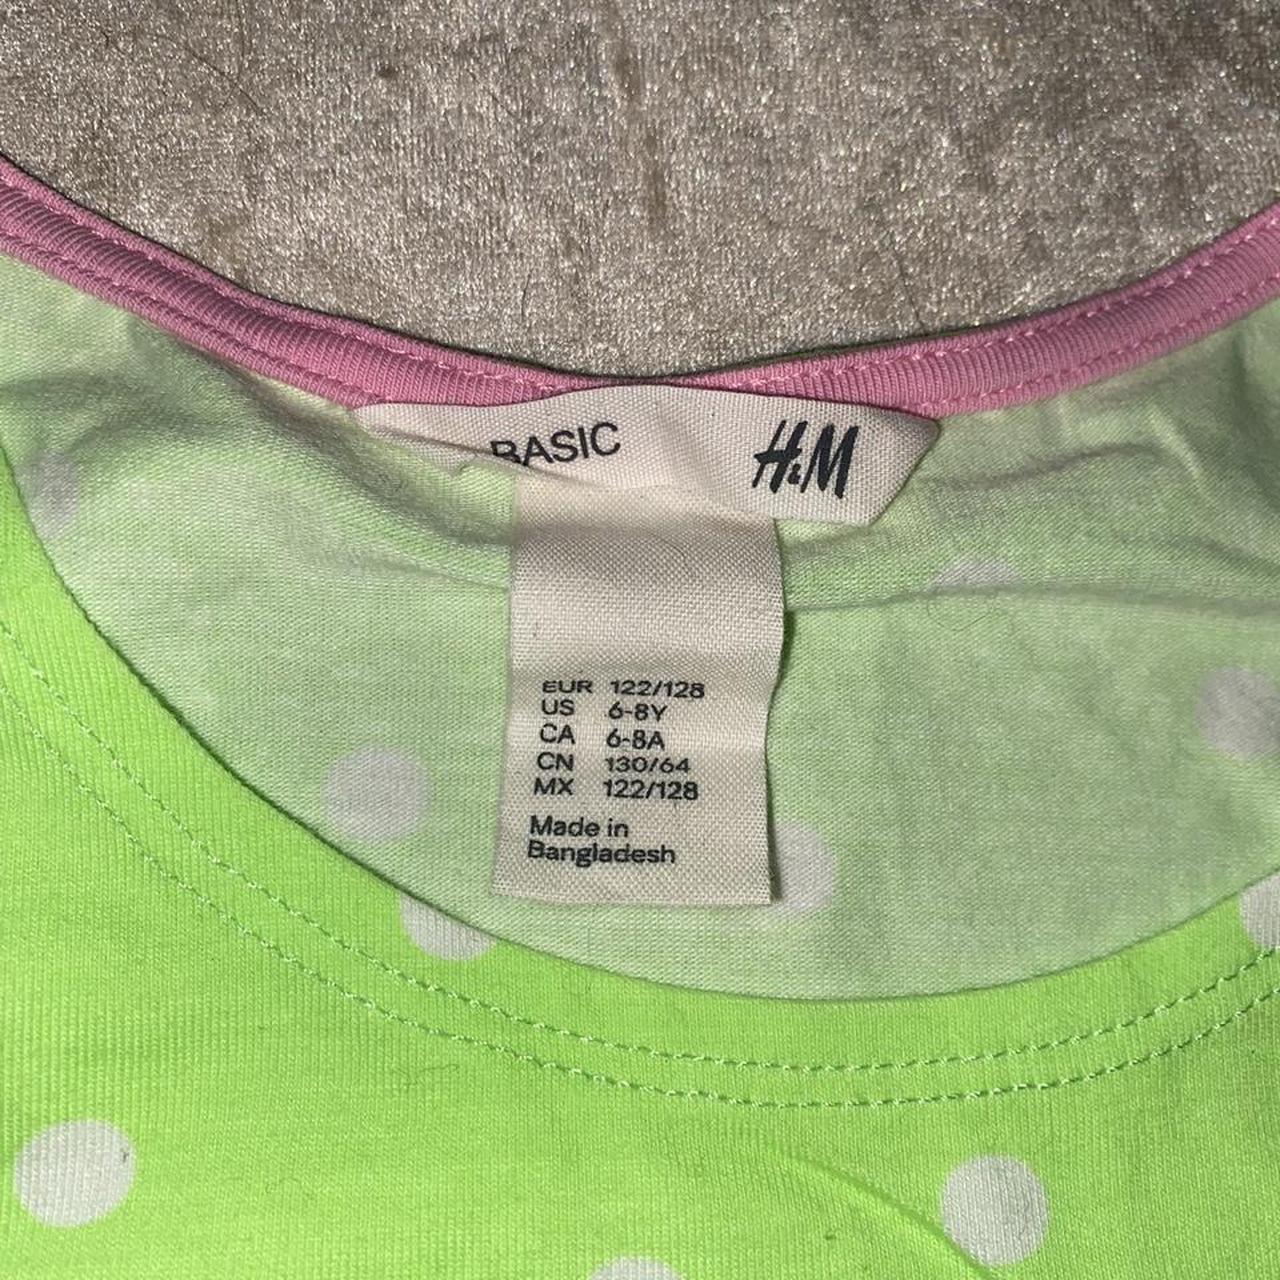 BASIC H&M
EUR 122/128
US 6-8Y
CA 6-8A
CN 130/64
MX 122/128
Made in
Bangladesh